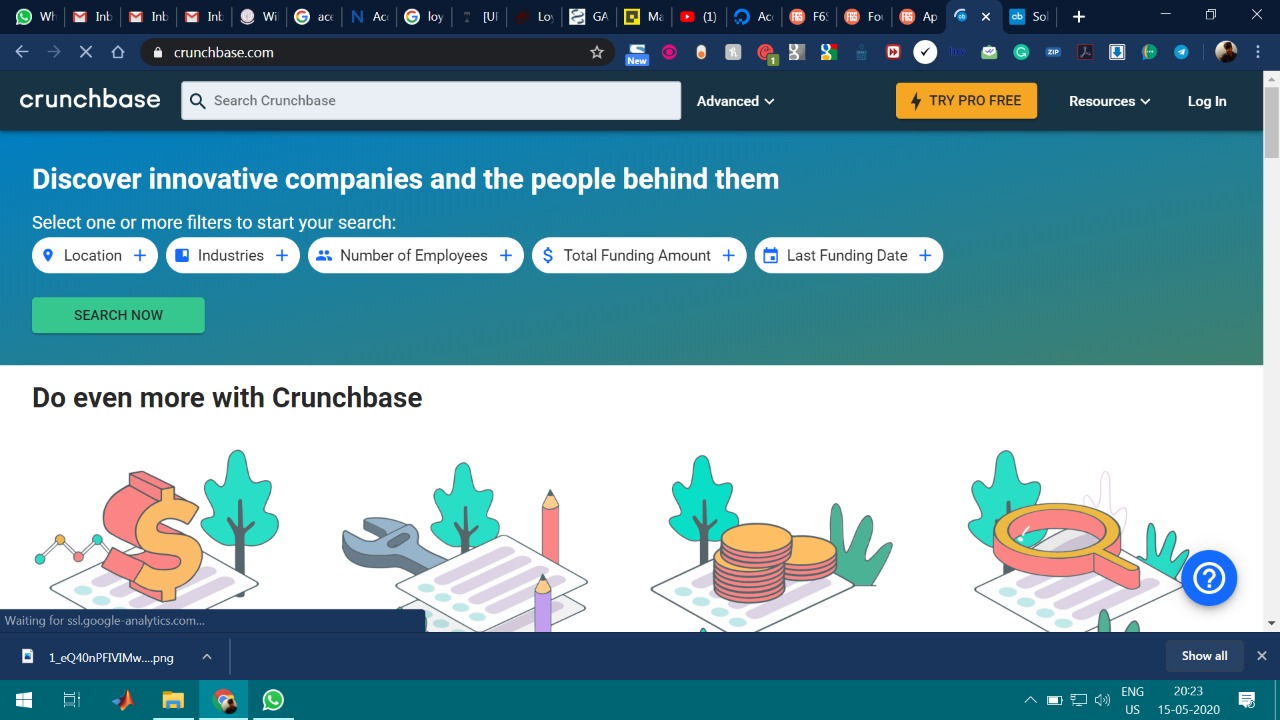 Wh
Inb
Inb
Inb
Wi
ace
Acc
loy
[UF
Loy
GA
Ma
(1)
Acc
F6S
Fou
Ap
Sol
crunchbase.com
New
1
crunchbase
Search Crunchbase
Advanced
TRY PRO FREE
Resources
Log In
Discover innovative companies and the people behind them
Select one or more filters to start your search:
Location
Industries
Number of Employees
Total Funding Amount
Last Funding Date
SEARCH NOW
Do even more with Crunchbase
Waiting for ssl.google-analytics.com...
1_eQ40nPFIVIMw....png
Show all
ENG
US
20:23
15-05-2020